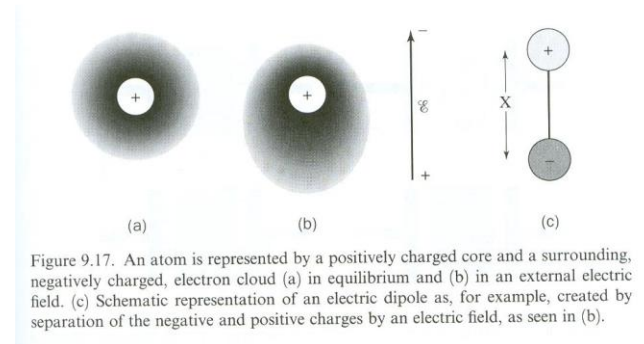 +
+
−
ℰ
+
X
+
−
(a)
(b)
(c)
Figure 9.17. An atom is represented by a positively charged core and a surrounding,
negatively charged, electron cloud (a) in equilibrium and (b) in an external electric
field. (c) Schematic representation of an electric dipole as, for example, created by
separation of the negative and positive charges by an electric field, as seen in (b).